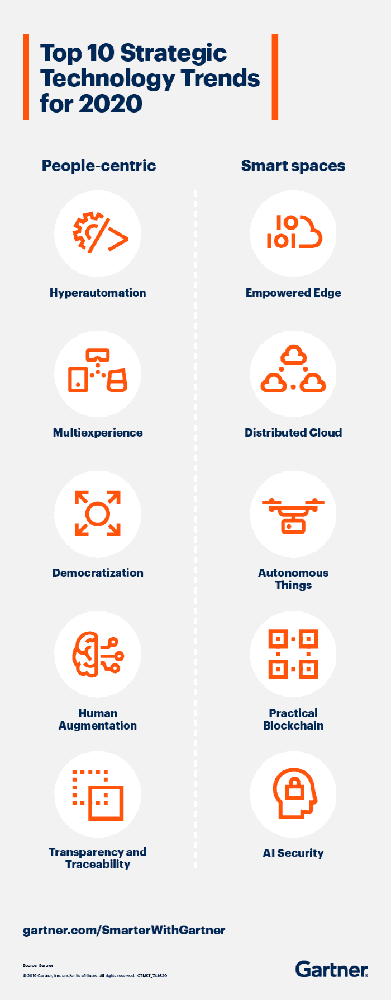 Top 10 Strategic
Technology Trends
for 2020
People-centric
Smart spaces
Hyperautomation
Empowered Edge
Multiexperience
Distributed Cloud
Democratization
Autonomous
Things
Human
Augmentation
Practical
Blockchain
Transparency and
Traceability
AI Security
gartner.com/SmarterWithGartner
Source: Gartner
© 2019 Gartner, Inc. and/or its affiliates. All rights reserved. CTMKT_744630
Gartner®